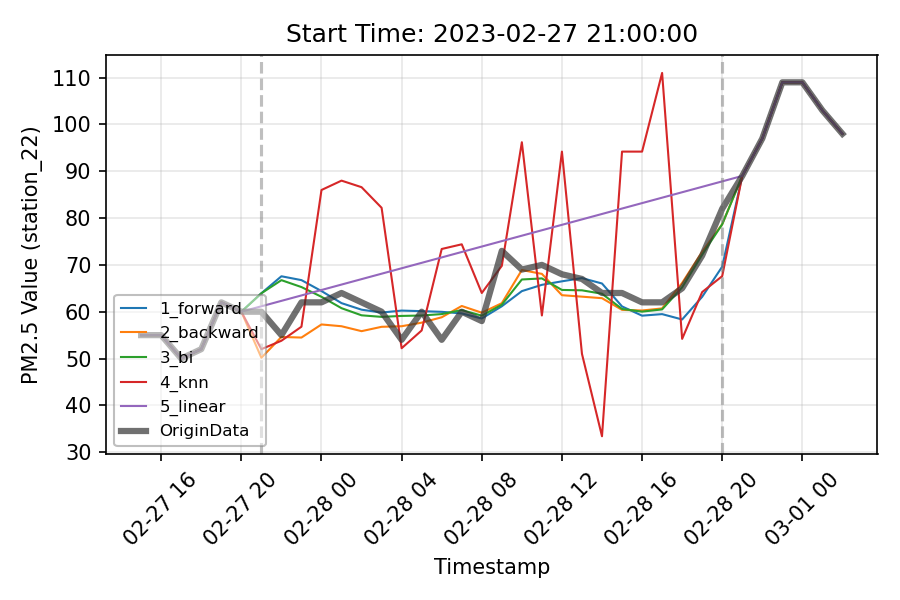 Start Time: 2023-02-27 21:00:00
PM2.5 Value (station_22)
110
100
90
80
70
60
50
40
30
1_forward
2_backward
3_bi
4_knn
5_linear
OriginData
02-27 16
02-27 20
02-28 00
02-28 04
02-28 08
02-28 12
02-28 16
02-28 20
03-01 00
Timestamp